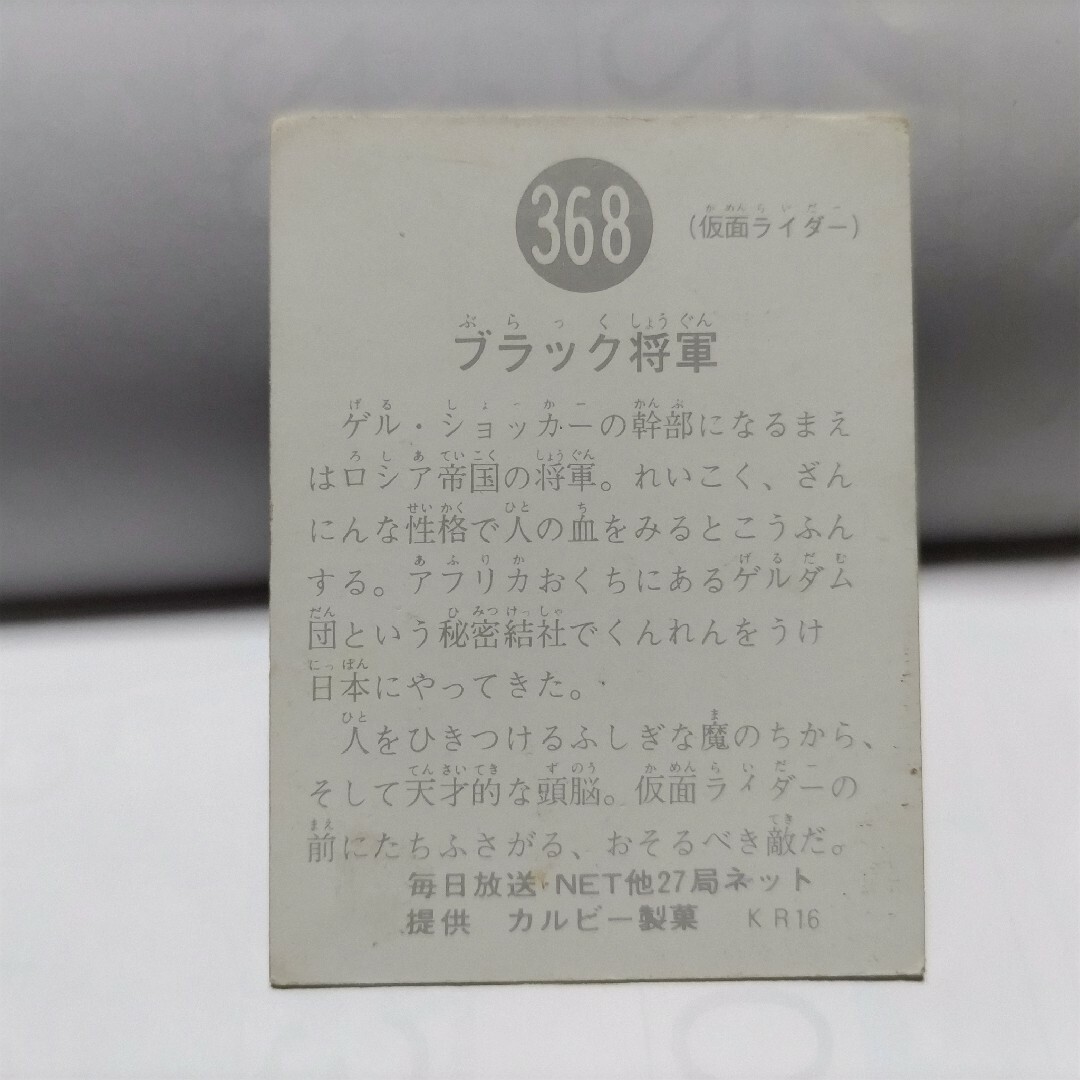 368
(仮面ライダー)
ブラック将軍
ゲル・ショッカーの幹部になるまえ
はロシア帝国の将軍。れいこく、ざん
にんな性格で人の血をみるとこうふん
する。アフリカおくちにあるゲルダム
団という秘密結社でくんれんをうけ
日本にやってきた。
人をひきつけるふしぎな魔のちから、
そして天才的な頭脳。仮面ライダーの
前にたちふさがる、おそるべき敵だ。
毎日放送・NET他27局ネット
提供 カルビー製菓 KR16